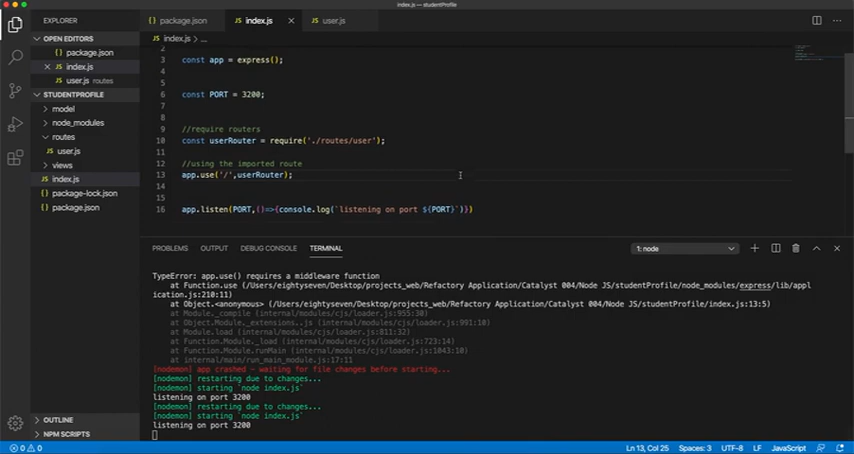 index.js — studentProfile
EXPLORER
OPEN EDITORS
{} package.json
× JS index.js
JS user.js routes
STUDENTPROFILE
> model
> node_modules
routes
JS user.js
> views
JS index.js
{} package-lock.json
{} package.json
OUTLINE
NPM SCRIPTS
{} package.json
JS index.js ×
JS user.js
JS index.js > ...
2
3 const app = express();
4
5
6 const PORT = 3200;
7
8
9 //require routers
10 const userRouter = require('./routes/user');
11
12 //using the imported route
13 app.use('/',userRouter);
14
15
16 app.listen(PORT,()=>{console.log(`listening on port ${PORT}`)})
PROBLEMS OUTPUT DEBUG CONSOLE TERMINAL 1: node
TypeError: app.use() requires a middleware function
at Function.use (/Users/eightyseven/Desktop/projects_web/Refactory Application/Catalyst 004/Node JS/studentProfile/node_modules/express/lib/appl
ication.js:210:11)
at Object.<anonymous> (/Users/eightyseven/Desktop/projects_web/Refactory Application/Catalyst 004/Node JS/studentProfile/index.js:13:5)
at Module._compile (internal/modules/cjs/loader.js:955:30)
at Object.Module._extensions..js (internal/modules/cjs/loader.js:991:10)
at Module.load (internal/modules/cjs/loader.js:811:32)
at Function.Module._load (internal/modules/cjs/loader.js:723:14)
at Function.Module.runMain (internal/modules/cjs/loader.js:1043:10)
at internal/main/run_main_module.js:17:11
[nodemon] app crashed - waiting for file changes before starting...
[nodemon] restarting due to changes...
[nodemon] starting `node index.js`
listening on port 3200
[nodemon] restarting due to changes...
[nodemon] starting `node index.js`
listening on port 3200
0 0 Ln 13, Col 25 Spaces: 3 UTF-8 LF JavaScript